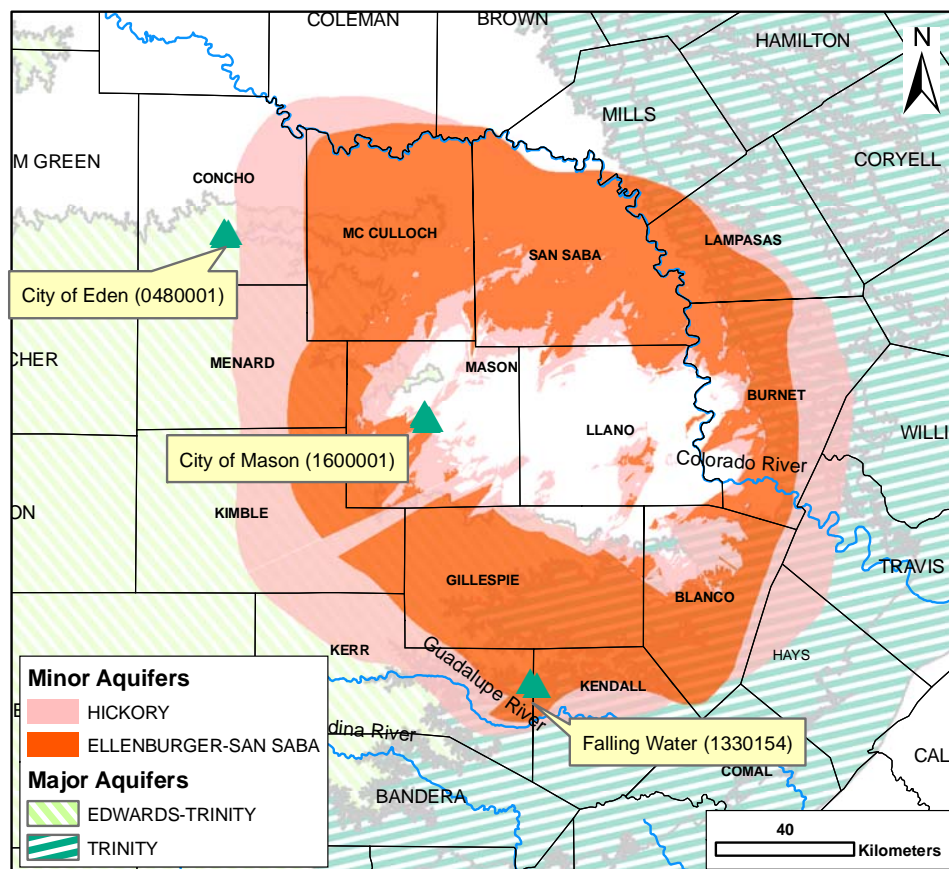 COLEMAN
BROWN
HAMILTON
N
MILLS
M GREEN
CORYELL
CONCHO
MC CULLOCH
SAN SABA
LAMPASAS
City of Eden (0480001)
CHER
MENARD
MASON
BURNET
LLANO
WILLI
City of Mason (1600001)
Colorado River
ON
KIMBLE
TRAVIS
GILLESPIE
BLANCO
KERR
HAYS
Guadalupe River
KENDALL
Minor Aquifers
HICKORY
ELLENBURGER-SAN SABA
Major Aquifers
EDWARDS-TRINITY
TRINITY
E
dina River
Falling Water (1330154)
CAL
COMAL
BANDERA
40
Kilometers